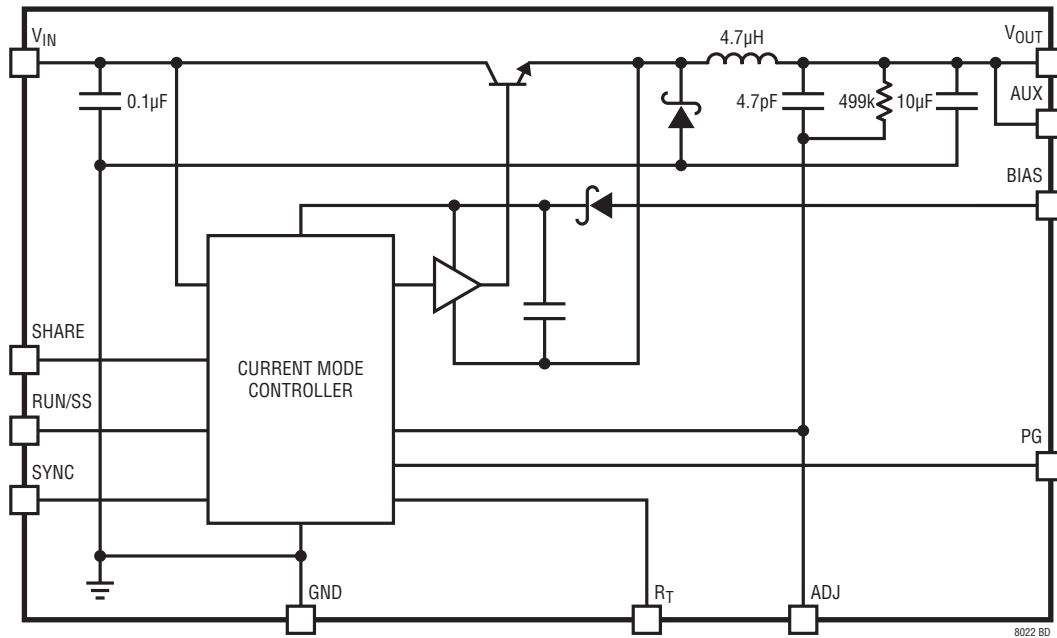 VIN
4.7µH
VOUT
0.1µF
4.7pF
499k
10µF
AUX
BIAS
SHARE
CURRENT MODE
CONTROLLER
RUN/SS
PG
SYNC
GND
RT
ADJ
8022 BD